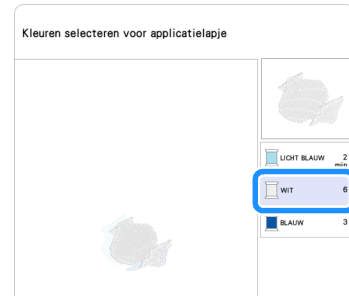 Kleuren selecteren voor applicatielapje
LICHT BLAUW 2
min
WIT 6
BLAUW 3